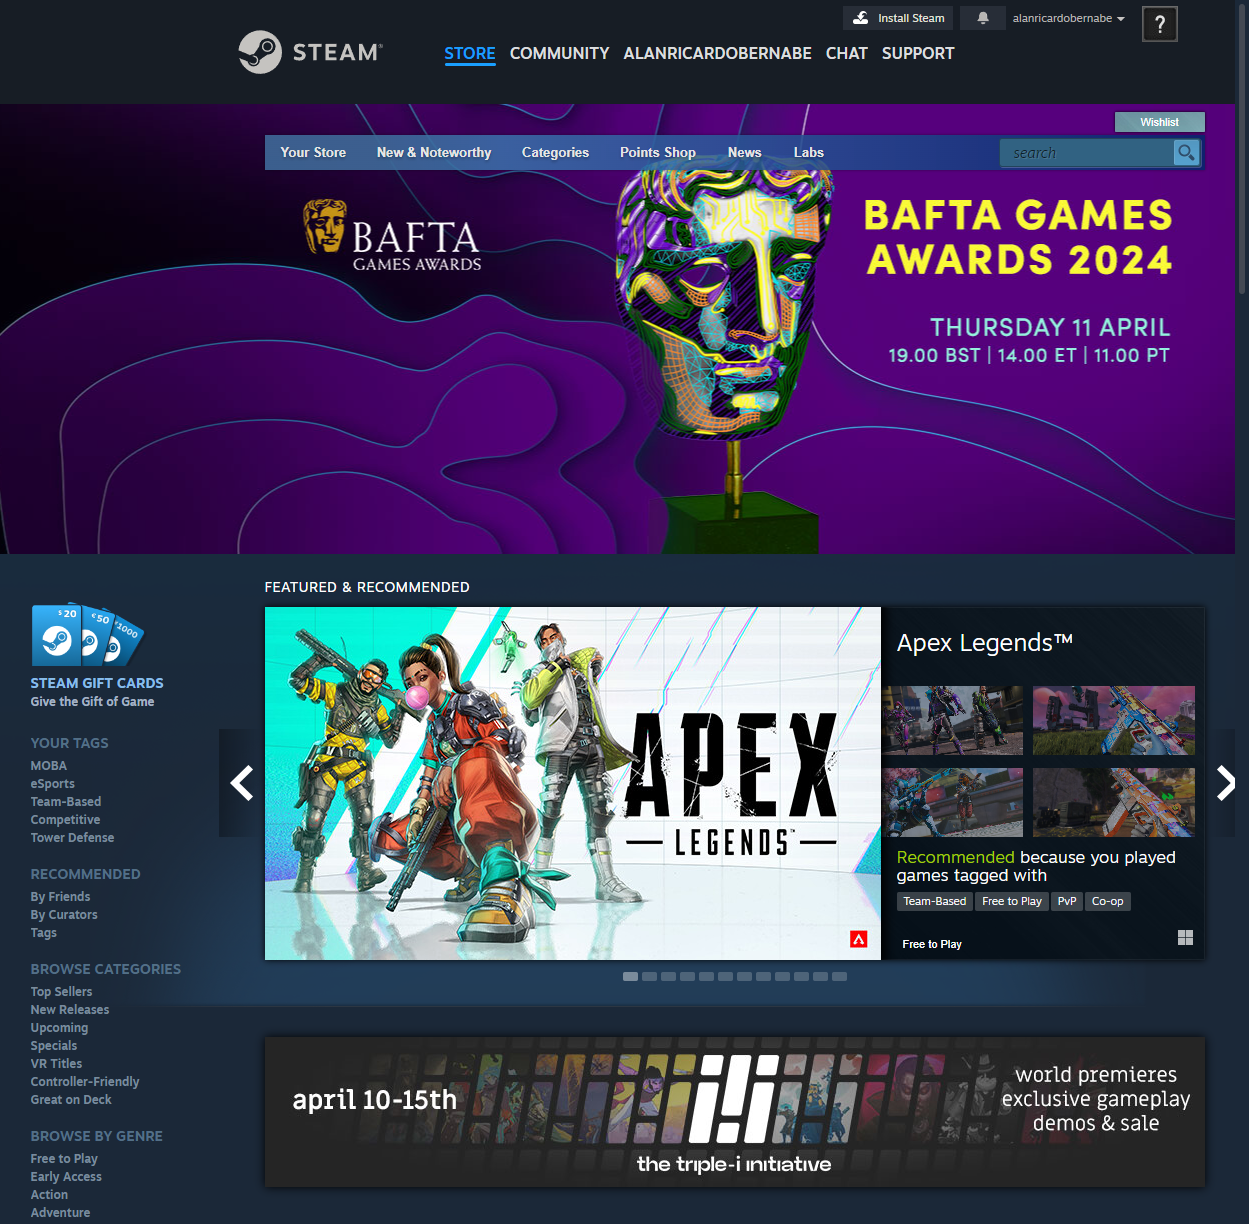 Install Steam
alanricardobernabe
?
STEAM®
STORE COMMUNITY ALANRICARDOBERNABE CHAT SUPPORT
Wishlist
Your Store New & Noteworthy Categories Points Shop News Labs
search
BAFTA
GAMES AWARDS
BAFTA GAMES
AWARDS 2024
THURSDAY 11 APRIL
19.00 BST | 14.00 ET | 11.00 PT
FEATURED & RECOMMENDED
$20
€50
¥1000
STEAM GIFT CARDS
Give the Gift of Game
YOUR TAGS
MOBA
eSports
Team-Based
Competitive
Tower Defense
RECOMMENDED
By Friends
By Curators
Tags
BROWSE CATEGORIES
Top Sellers
New Releases
Upcoming
Specials
VR Titles
Controller-Friendly
Great on Deck
BROWSE BY GENRE
Free to Play
Early Access
Action
Adventure
APEX
LEGENDS™
Apex Legends™
Recommended because you played
games tagged with
Team-Based Free to Play PvP Co-op
Free to Play
april 10-15th
the triple-i initiative
world premieres
exclusive gameplay
demos & sale